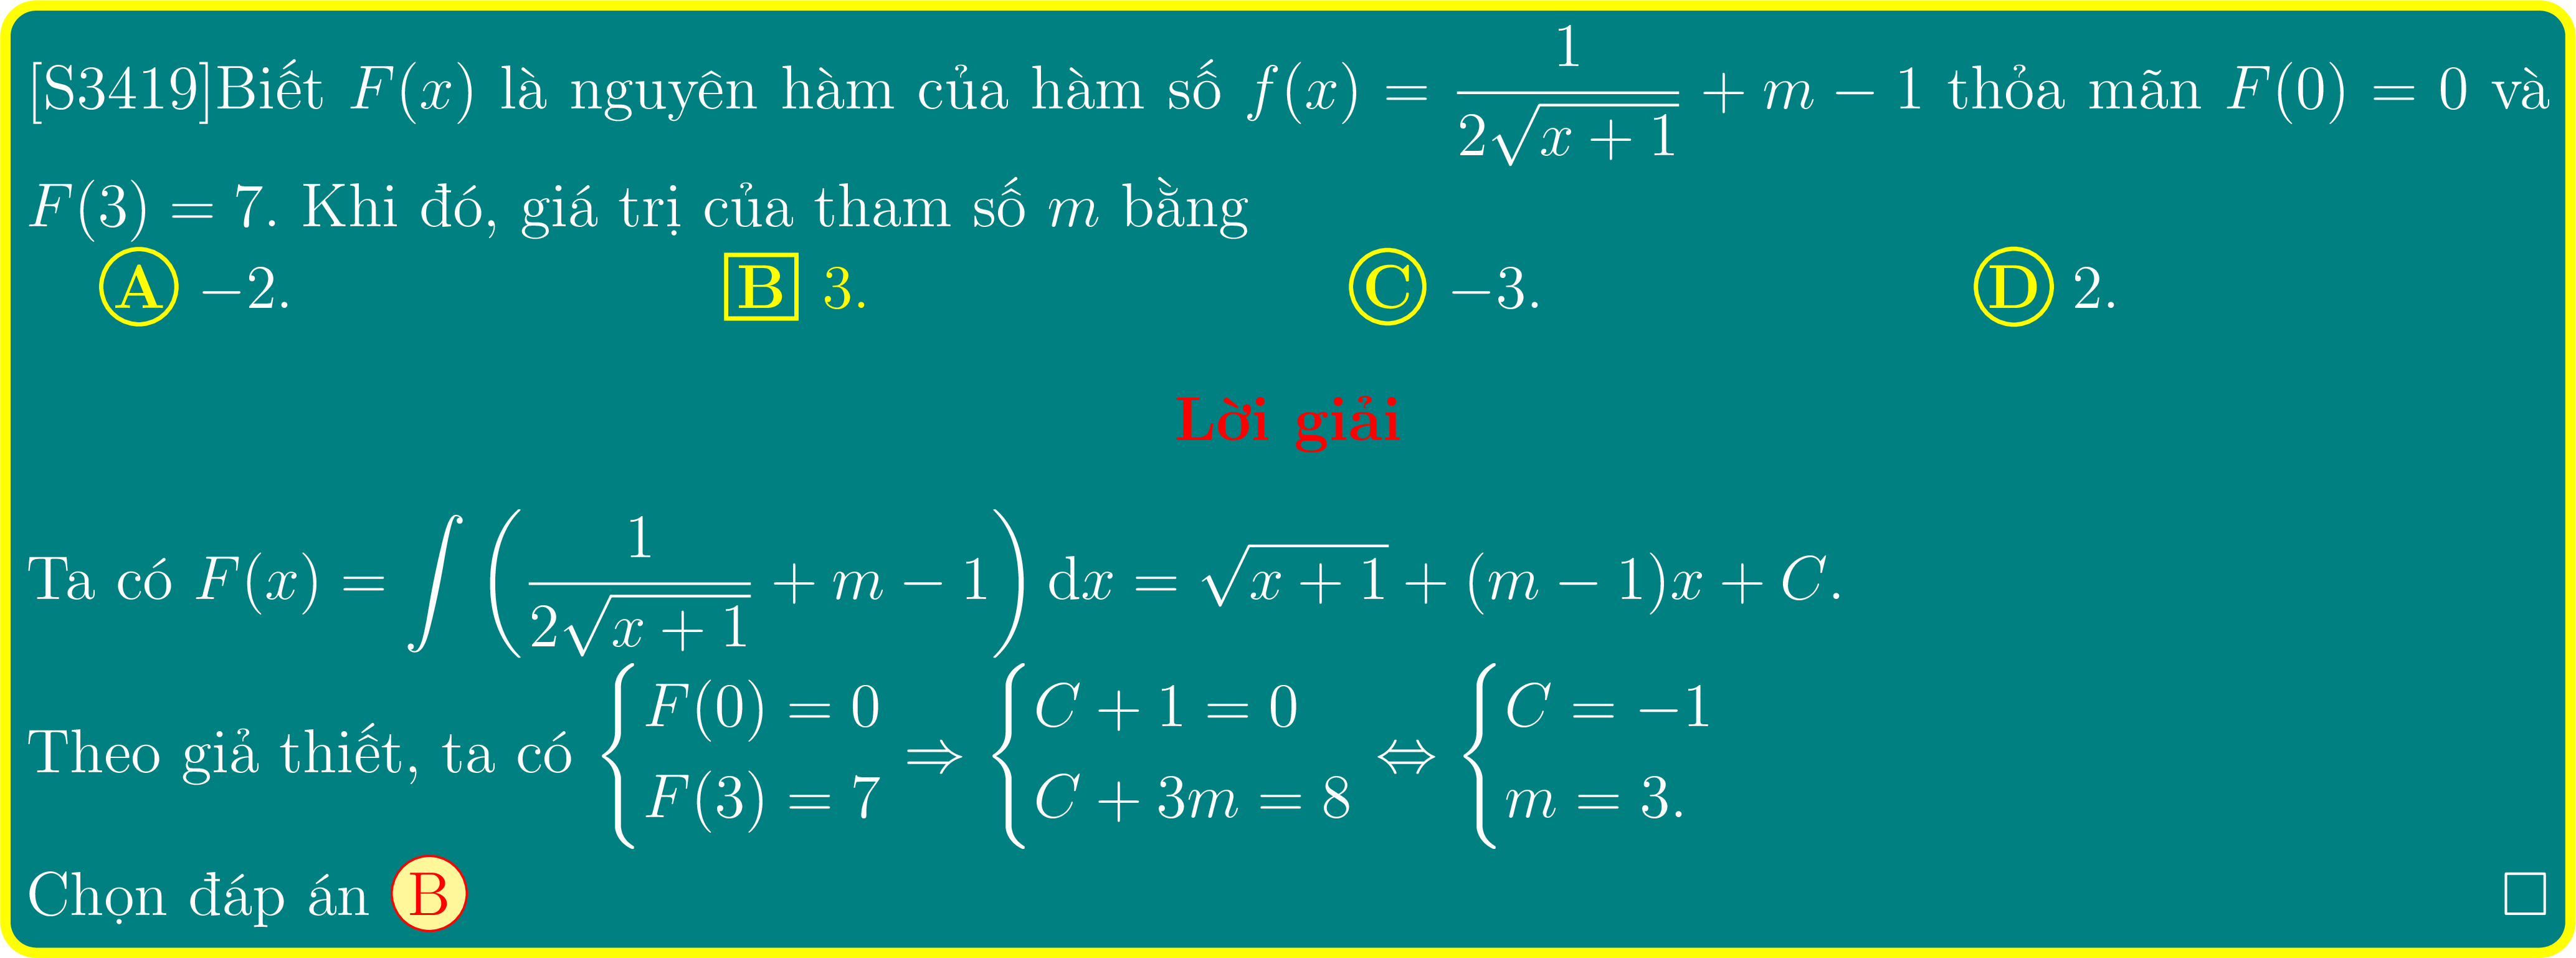 [S3419]Biết $F(x)$ là nguyên hàm của hàm số $f(x) = \dfrac{1}{2\sqrt{x+1}} + m - 1$ thỏa mãn $F(0) = 0$ và
$F(3) = 7$. Khi đó, giá trị của tham số $m$ bằng
A $-2$. B $3$. C $-3$. D $2$.
Lời giải
Ta có $F(x) = \displaystyle\int \left(\dfrac{1}{2\sqrt{x+1}} + m - 1\right) \mathrm{d}x = \sqrt{x+1} + (m-1)x + C$.
Theo giả thiết, ta có $\begin{cases} F(0) = 0 \\ F(3) = 7 \end{cases} \Rightarrow \begin{cases} C + 1 = 0 \\ C + 3m = 8 \end{cases} \Leftrightarrow \begin{cases} C = -1 \\ m = 3. \end{cases}$
Chọn đáp án B □